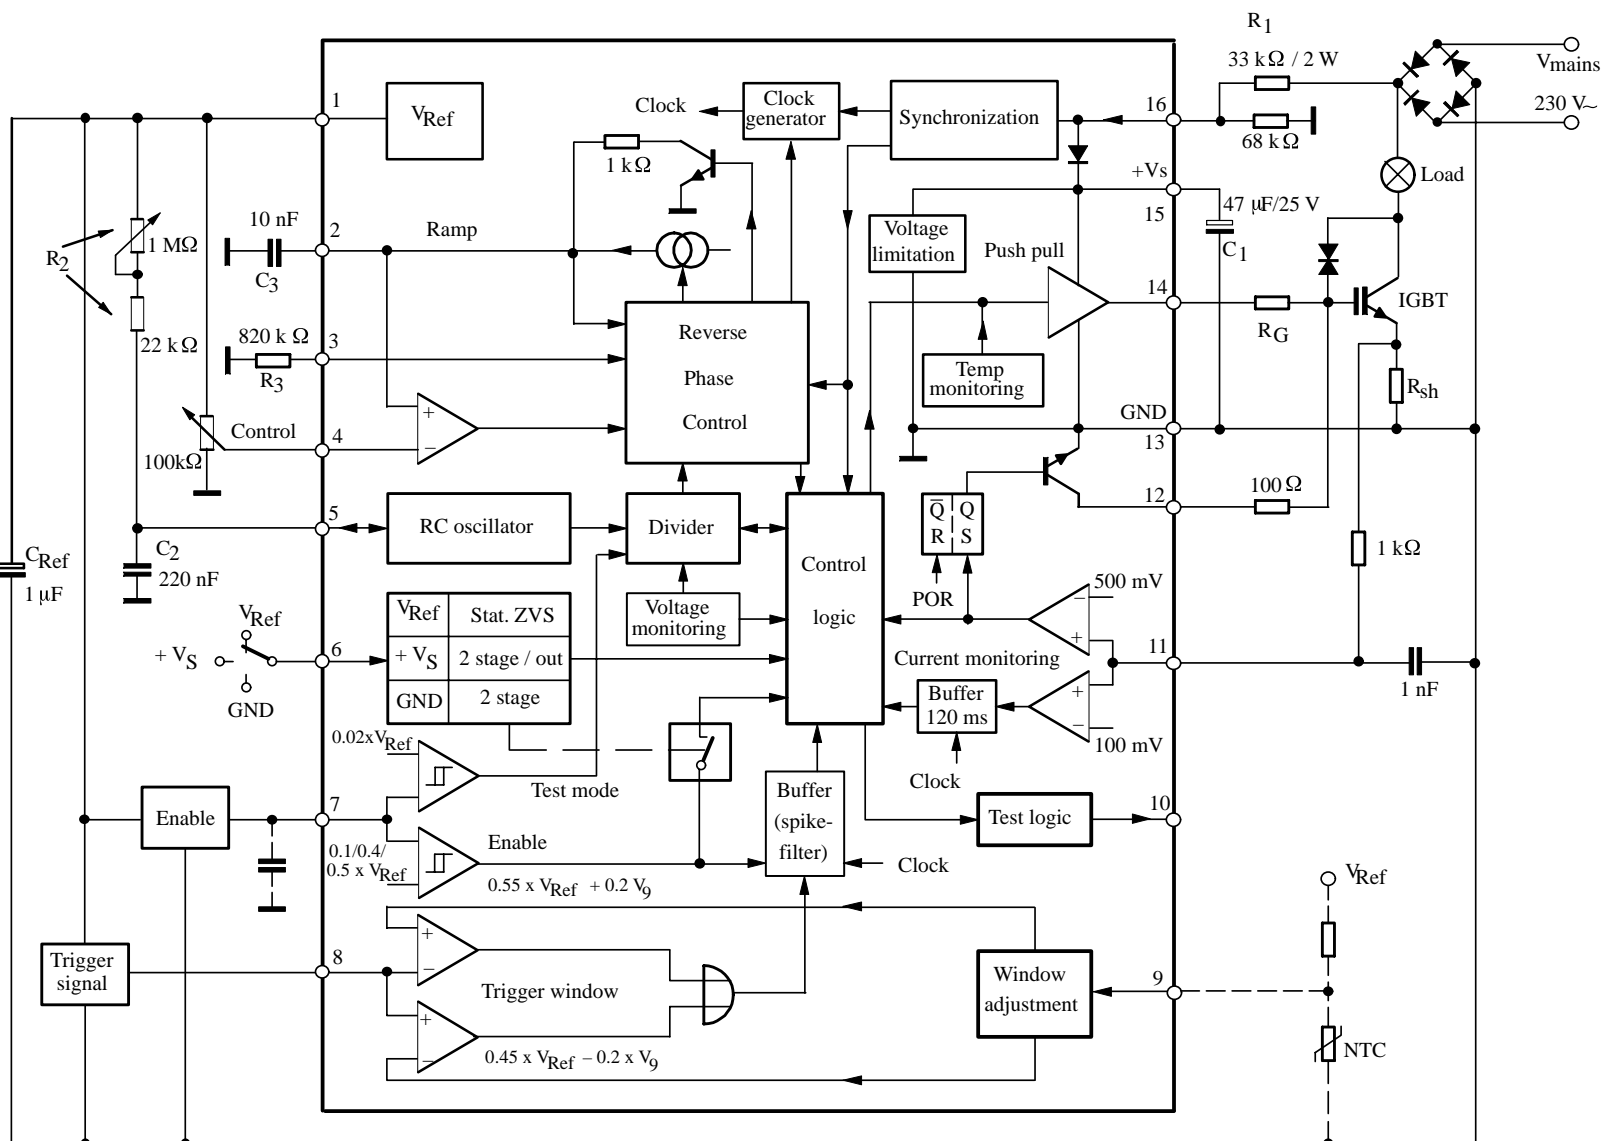 R1
33 kΩ / 2 W
Vmains
230 V~
68 kΩ
1
VRef
Clock
Clock
generator
Synchronization
16
1 kΩ
+Vs
15
Load
47 µF/25 V
C1
10 nF
2
Ramp
C3
R2
1 MΩ
22 kΩ
Voltage
limitation
Push pull
14
RG
IGBT
820 kΩ
3
R3
Reverse
Phase
Control
Temp
monitoring
Rsh
GND
13
Control
4
100kΩ
+
−
12
100 Ω
5
RC oscillator
Divider
Q Q
R S
POR
Control
logic
1 kΩ
CRef
1 µF
C2
220 nF
Voltage
monitoring
500 mV
−
+
VRef
+ VS
GND
6
VRef Stat. ZVS
+ VS 2 stage / out
GND 2 stage
Current monitoring
11
Buffer
120 ms
+
−
100 mV
1 nF
Clock
0.02xVRef
Test mode
7
Enable
Enable
0.1/0.4/
0.5 x VRef
Buffer
(spike-
filter)
Clock
Test logic
10
0.55 x VRef + 0.2 V9
VRef
Trigger
signal
8
+
−
Trigger window
+
−
0.45 x VRef − 0.2 x V9
Window
adjustment
9
NTC